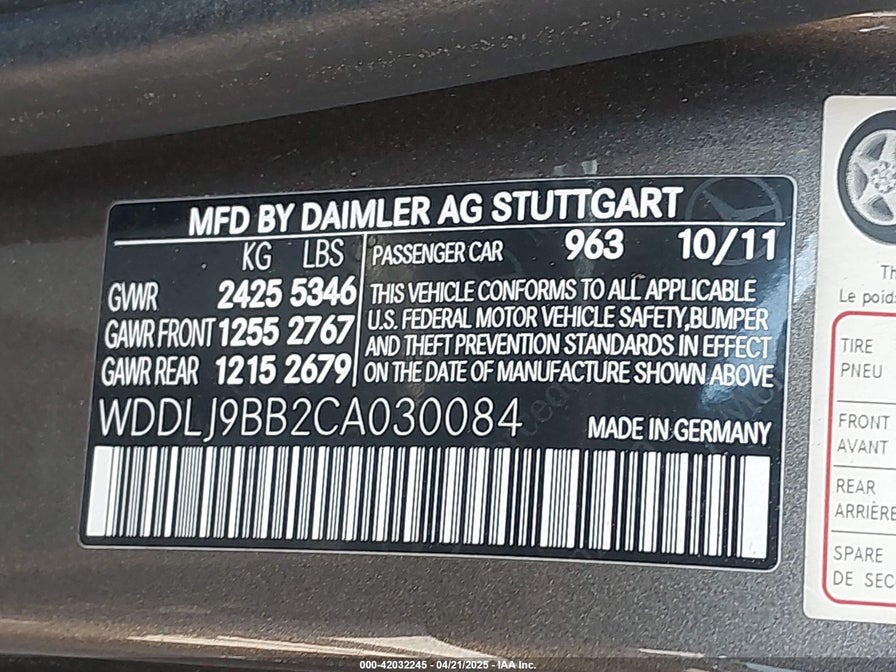 MFD BY DAIMLER AG STUTTGART
KG LBS
GVWR 2425 5346
GAWR FRONT 1255 2767
GAWR REAR 1215 2679
PASSENGER CAR 963 10/11
THIS VEHICLE CONFORMS TO ALL APPLICABLE
U.S. FEDERAL MOTOR VEHICLE SAFETY,BUMPER
AND THEFT PREVENTION STANDARDS IN EFFECT
ON THE DATE OF MANUFACTURE SHOWN ABOVE
WDDLJ9BB2CA030084
MADE IN GERMANY
Th
Le poid
TIRE
PNEU
FRONT
AVANT
REAR
ARRIÈRE
SPARE
DE SEC
000-42032245 - 04/21/2025 - IAA Inc.